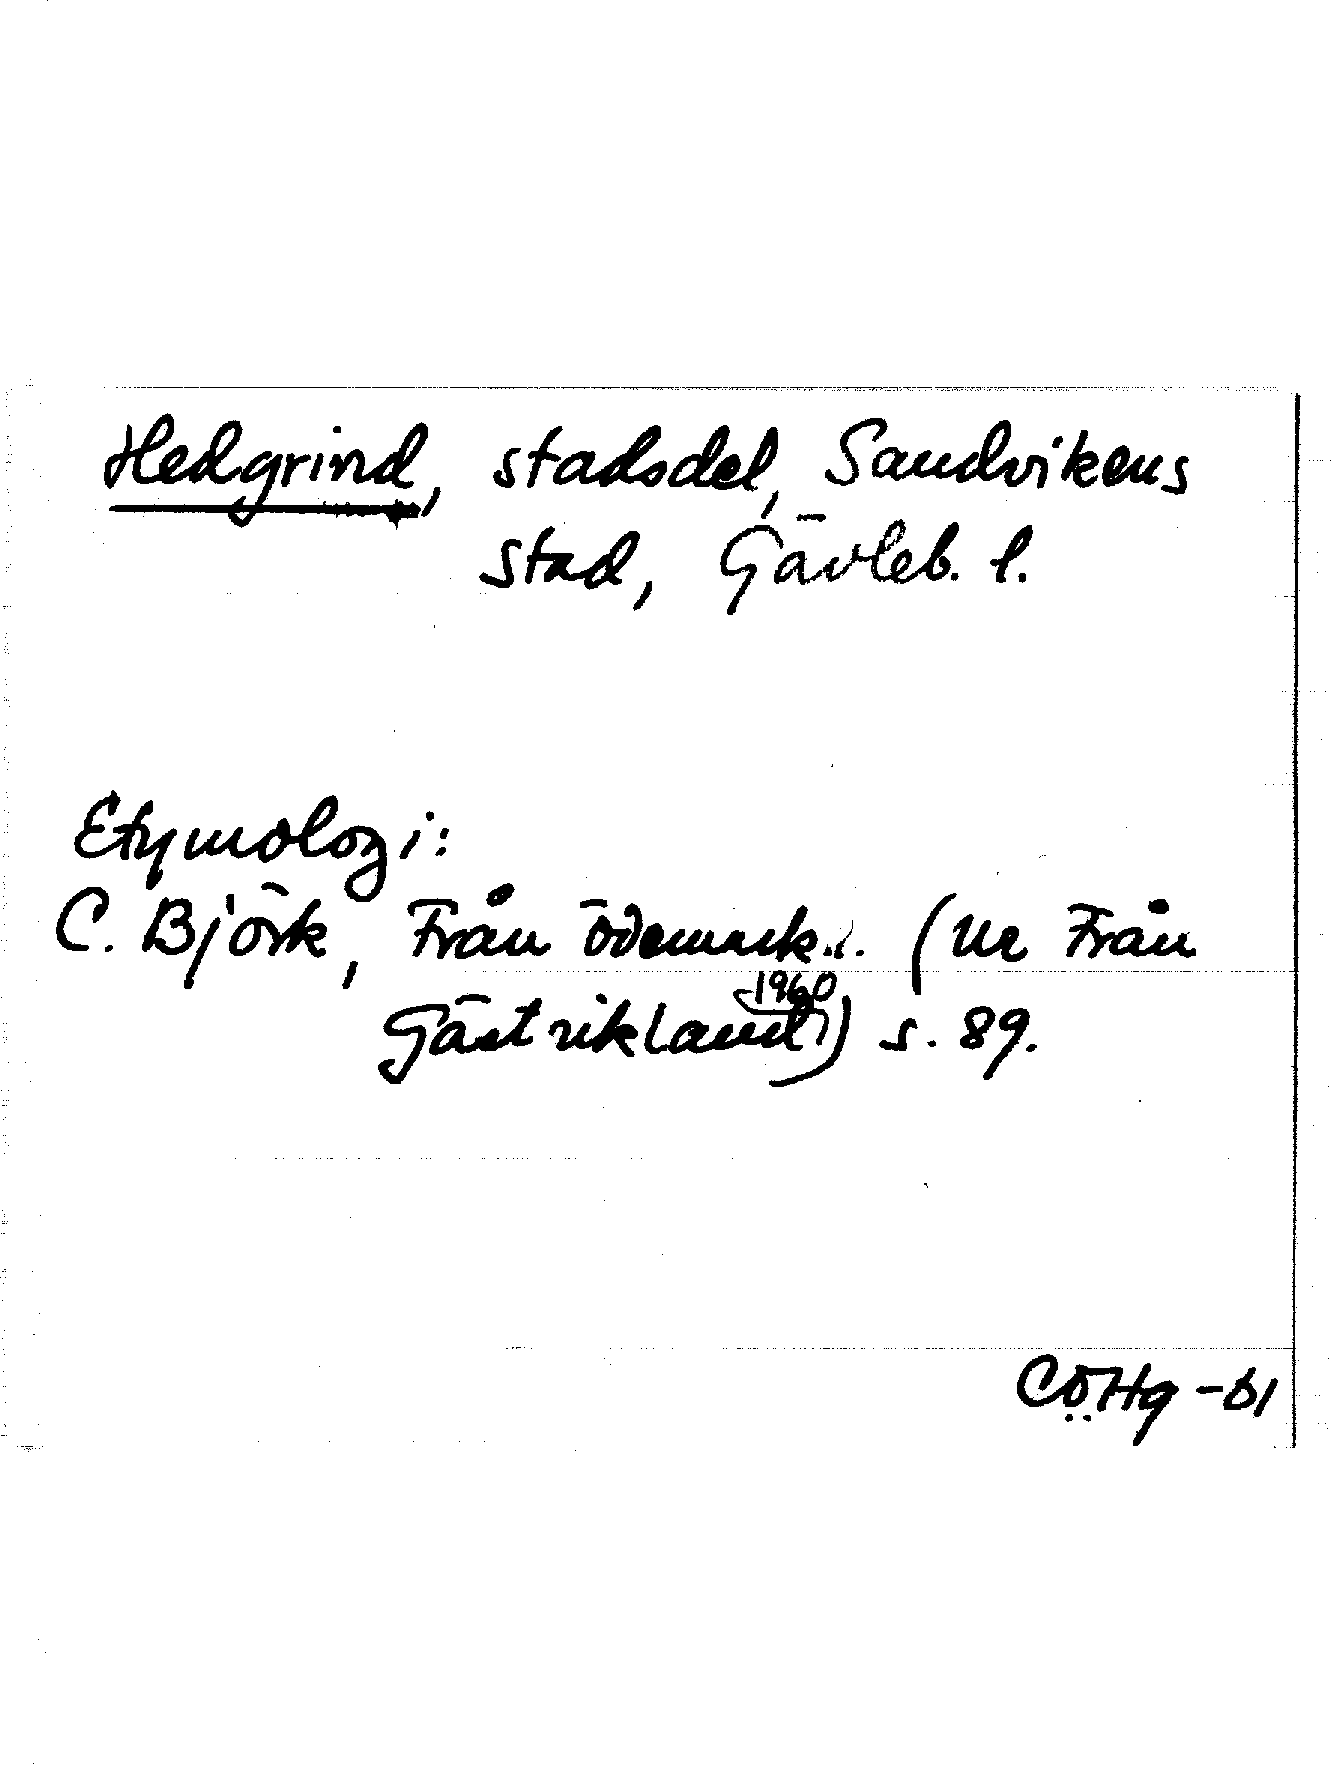 Hedgrind, stadsdel, Sandvikens
stad, Gävleb. l.
Etymologi:
C. Björk, Från ödemark... (ur Från
Gästrikland 1960) s. 89.
CÖHg -61